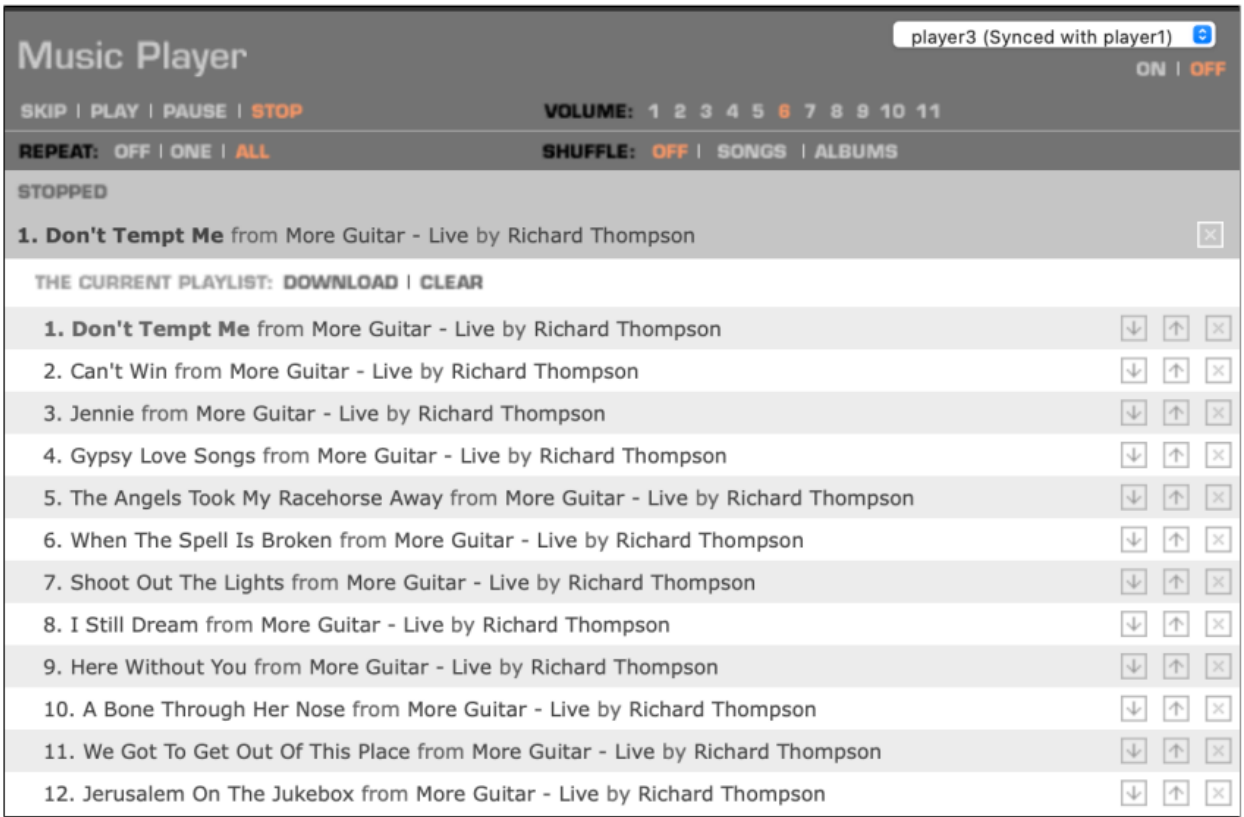 player3 (Synced with player1)
Music Player
ON | OFF
SKIP | PLAY | PAUSE | STOP VOLUME: 1 2 3 4 5 6 7 8 9 10 11
REPEAT: OFF | ONE | ALL SHUFFLE: OFF | SONGS | ALBUMS
STOPPED
1. Don't Tempt Me from More Guitar - Live by Richard Thompson
THE CURRENT PLAYLIST: DOWNLOAD | CLEAR
1. Don't Tempt Me from More Guitar - Live by Richard Thompson
2. Can't Win from More Guitar - Live by Richard Thompson
3. Jennie from More Guitar - Live by Richard Thompson
4. Gypsy Love Songs from More Guitar - Live by Richard Thompson
5. The Angels Took My Racehorse Away from More Guitar - Live by Richard Thompson
6. When The Spell Is Broken from More Guitar - Live by Richard Thompson
7. Shoot Out The Lights from More Guitar - Live by Richard Thompson
8. I Still Dream from More Guitar - Live by Richard Thompson
9. Here Without You from More Guitar - Live by Richard Thompson
10. A Bone Through Her Nose from More Guitar - Live by Richard Thompson
11. We Got To Get Out Of This Place from More Guitar - Live by Richard Thompson
12. Jerusalem On The Jukebox from More Guitar - Live by Richard Thompson